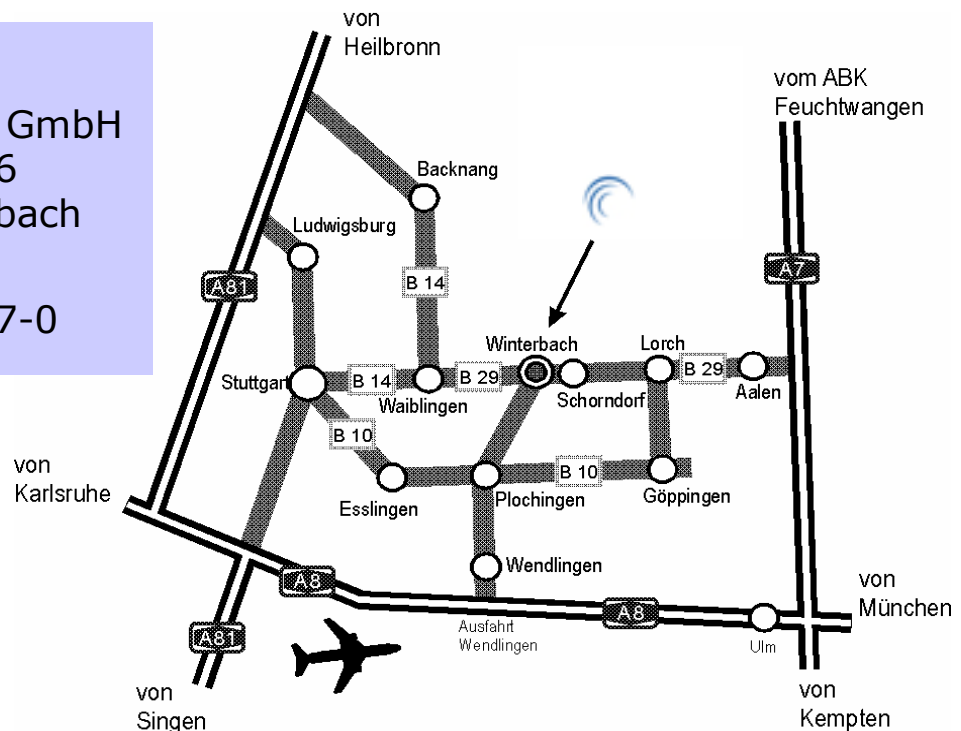 von
Heilbronn
vom ABK
Feuchtwangen
GmbH
6
bach
7-0
Backnang
Ludwigsburg
A81
B 14
A7
Winterbach
Lorch
Stuttgart
B 14
B 29
B 29
Waiblingen
Schorndorf
Aalen
B 10
von
Karlsruhe
B 10
Esslingen
Plochingen
Göppingen
Wendlingen
A8
A8
von
München
Ausfahrt
Wendlingen
Ulm
A81
von
Singen
von
Kempten